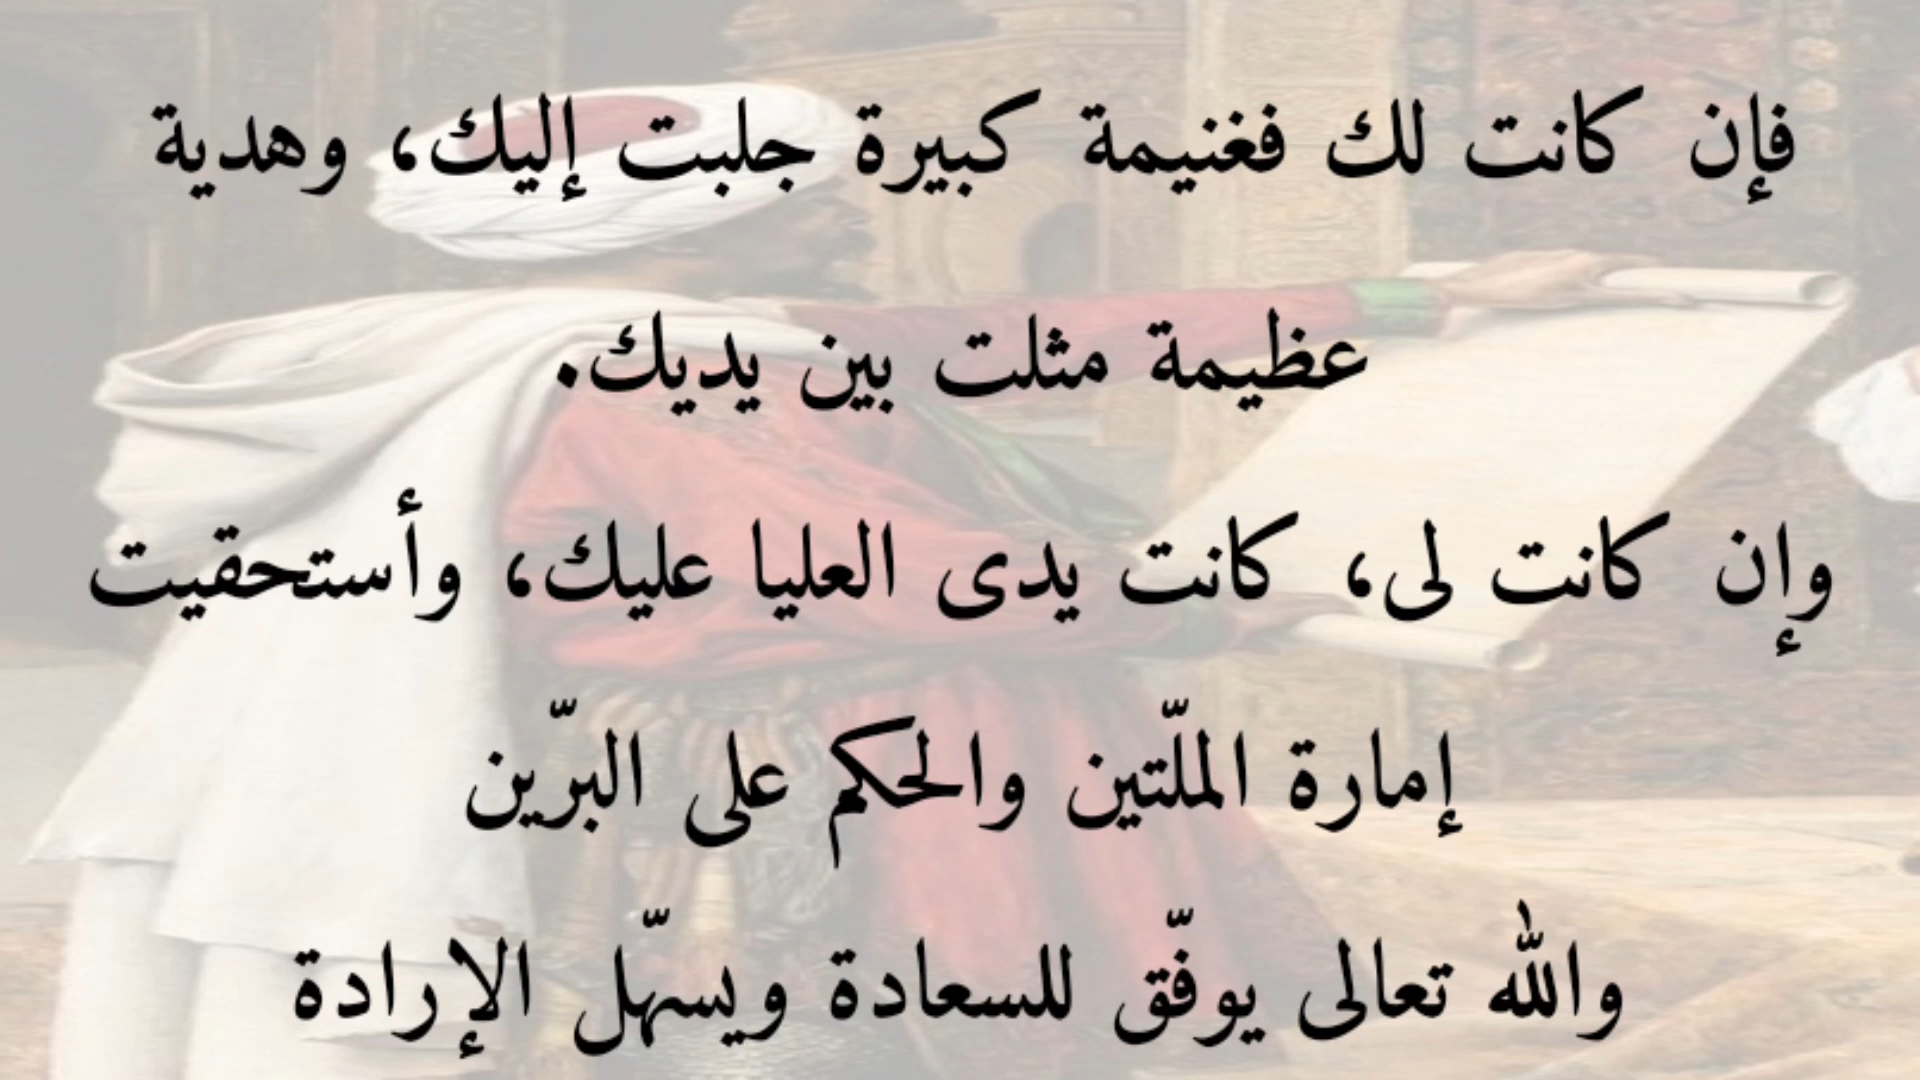 فإن كانت لك فغنيمة كبيرة جلبت إليك، وهدية
عظيمة مثلت بين يديك.
وإن كانت لى، كانت يدى العليا عليك، وأستحقيت
إمارة الملّتين والحكم على البرّين
والله تعالى يوفّق للسعادة ويسهّل الإرادة